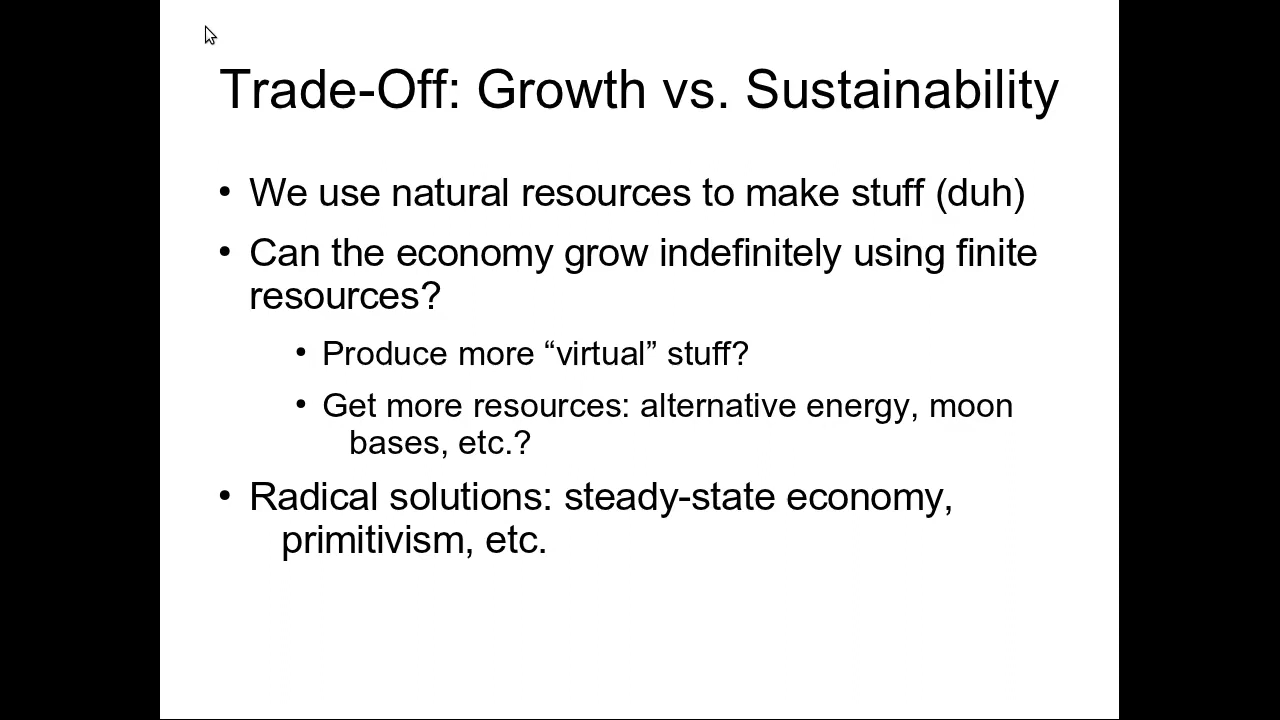 Trade-Off: Growth vs. Sustainability
• We use natural resources to make stuff (duh)
• Can the economy grow indefinitely using finite
resources?
• Produce more “virtual” stuff?
• Get more resources: alternative energy, moon
bases, etc.?
• Radical solutions: steady-state economy,
primitivism, etc.